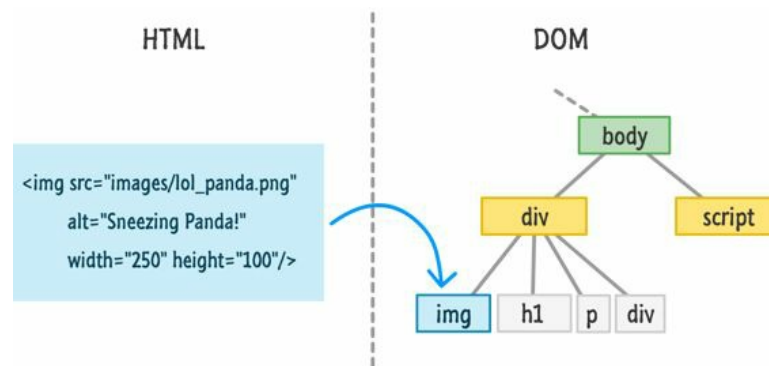 HTML
DOM
<img src="images/lol_panda.png"
alt="Sneezing Panda!"
width="250" height="100"/>
body
div
script
img
h1
p
div